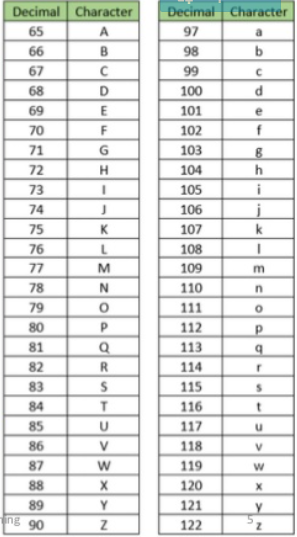 Decimal Character
65 A
66 B
67 C
68 D
69 E
70 F
71 G
72 H
73 I
74 J
75 K
76 L
77 M
78 N
79 O
80 P
81 Q
82 R
83 S
84 T
85 U
86 V
87 W
88 X
89 Y
90 Z
Decimal Character
97 a
98 b
99 c
100 d
101 e
102 f
103 g
104 h
105 i
106 j
107 k
108 l
109 m
110 n
111 o
112 p
113 q
114 r
115 s
116 t
117 u
118 v
119 w
120 x
121 y
122 z
5